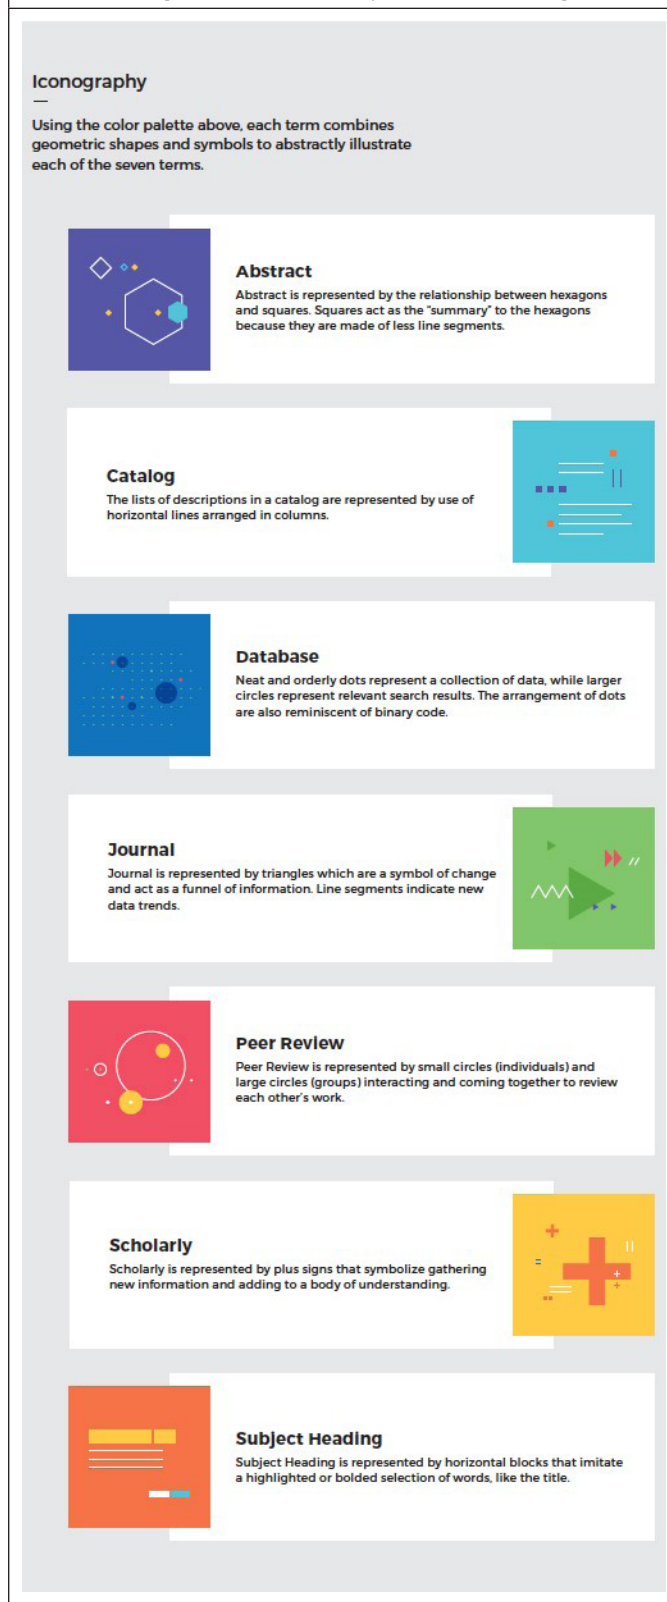 Iconography
Using the color palette above, each term combines
geometric shapes and symbols to abstractly illustrate
each of the seven terms.
Abstract
Abstract is represented by the relationship between hexagons
and squares. Squares act as the “summary” to the hexagons
because they are made of less line segments.
Catalog
The lists of descriptions in a catalog are represented by use of
horizontal lines arranged in columns.
Database
Neat and orderly dots represent a collection of data, while larger
circles represent relevant search results. The arrangement of dots
are also reminiscent of binary code.
Journal
Journal is represented by triangles which are a symbol of change
and act as a funnel of information. Line segments indicate new
data trends.
Peer Review
Peer Review is represented by small circles (individuals) and
large circles (groups) interacting and coming together to review
each other’s work.
Scholarly
Scholarly is represented by plus signs that symbolize gathering
new information and adding to a body of understanding.
Subject Heading
Subject Heading is represented by horizontal blocks that imitate
a highlighted or bolded selection of words, like the title.